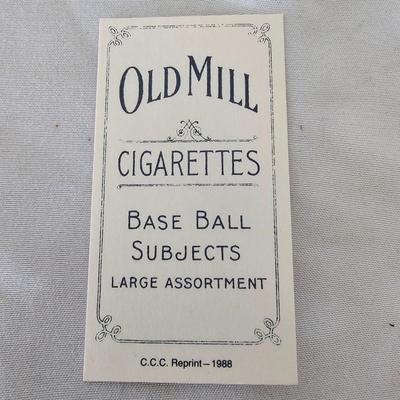 OLD MILL
CIGARETTES
BASE BALL
SUBJECTS
LARGE ASSORTMENT
C.C.C. Reprint—1988